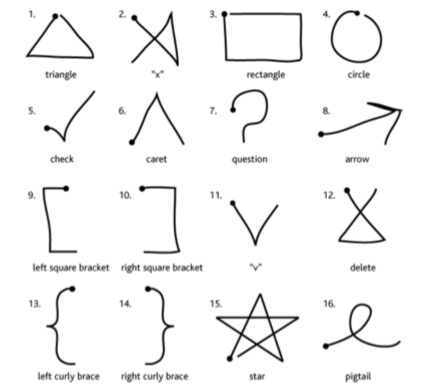 1. 2. 3. 4.
triangle "x" rectangle circle
5. 6. 7. 8.
check caret question arrow
9. 10. 11. 12.
left square bracket right square bracket "v" delete
13. 14. 15. 16.
left curly brace right curly brace star pigtail